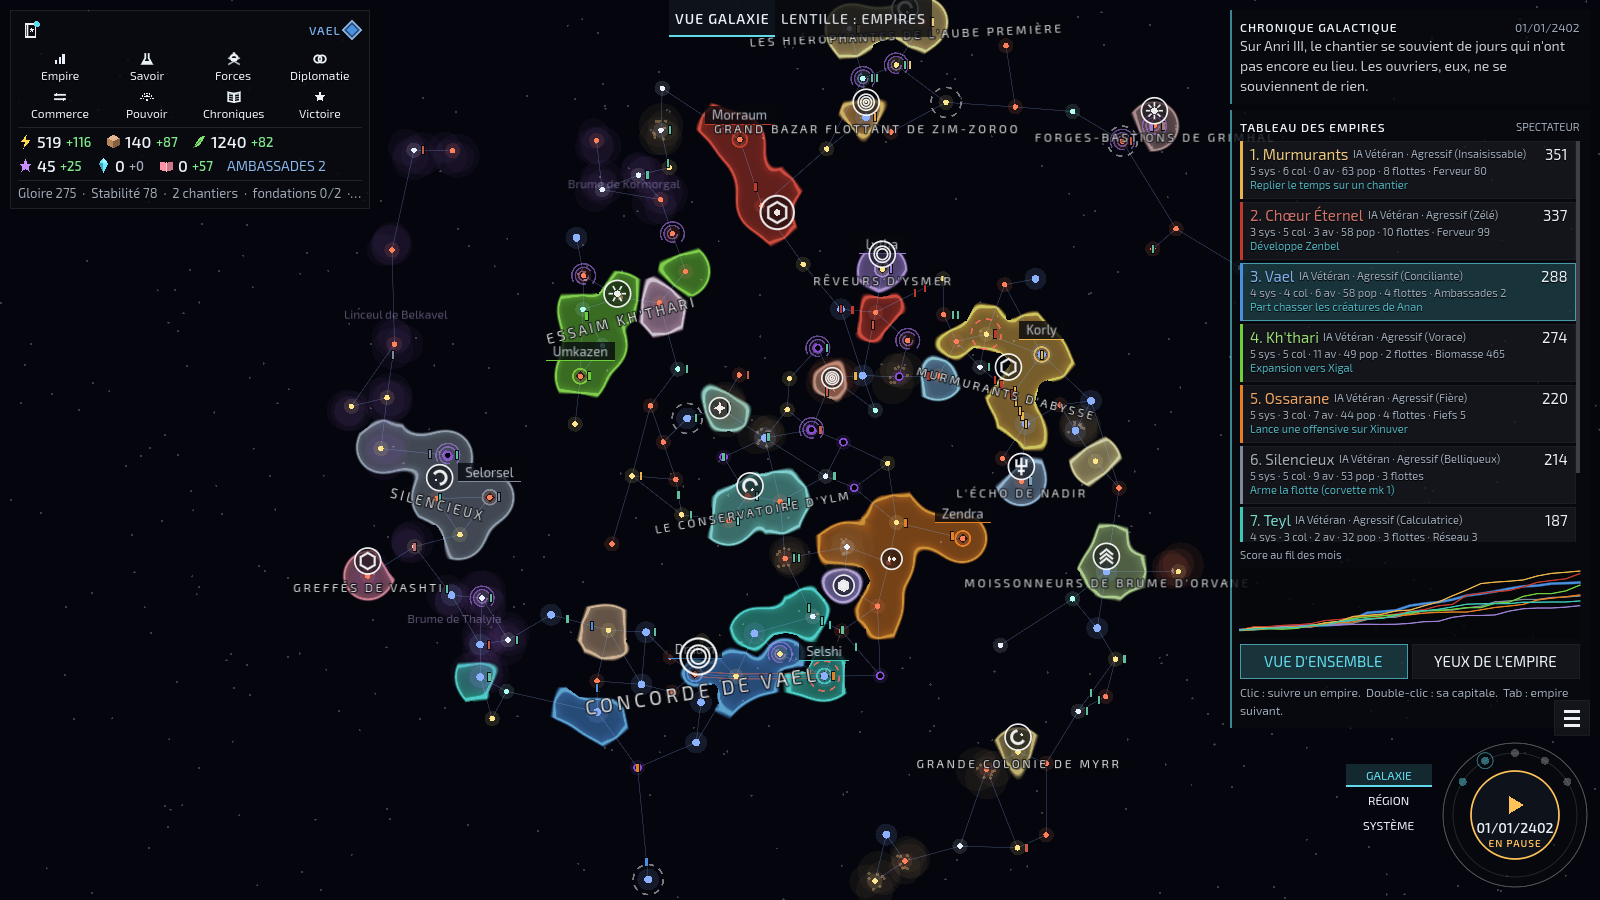 VAEL
Empire
Savoir
Forces
Diplomatie
Commerce
Pouvoir
Chroniques
Victoire
519 +116
140 +87
1240 +82
45 +25
0 +0
0 +57
AMBASSADES 2
Gloire 275 · Stabilité 78 · 2 chantiers · fondations 0/2 ·...
VUE GALAXIE
LENTILLE : EMPIRES
LES HIÉROPHANTES DE L'AUBE PREMIÈRE
Morraum
GRAND BAZAR FLOTTANT DE ZIM-ZOROO
FORGES-BASTIONS DE GRIMHAL
Brume de Kormorgal
RÊVEURS D'YSMER
ESSAIM KH'THARI
Linceul de Belkavel
Korly
Umkazen
MURMURANTS D'ABYSSE
Selorsel
SILENCIEUX
L'ÉCHO DE NADIR
LE CONSERVATOIRE D'YLM
Zendra
GREFFÉS DE VASHTII
MOISSONNEURS DE BRUME D'ORVANE
Brume de Thalyia
Selshi
CONCORDE DE VAEL
GRANDE COLONIE DE MYRR
CHRONIQUE GALACTIQUE
01/01/2402
Sur Anri III, le chantier se souvient de jours qui n'ont
pas encore eu lieu. Les ouvriers, eux, ne se
souviennent de rien.
TABLEAU DES EMPIRES
SPECTATEUR
1. Murmurants IA Vétéran · Agressif (Insaisissable) 351
5 sys · 6 col · 0 av · 63 pop · 8 flottes · Ferveur 80
Replier le temps sur un chantier
2. Chœur Éternel IA Vétéran · Agressif (Zélé) 337
3 sys · 5 col · 3 av · 58 pop · 10 flottes · Ferveur 99
Développe Zenbel
3. Vael IA Vétéran · Agressif (Conciliante) 288
4 sys · 4 col · 6 av · 58 pop · 4 flottes · Ambassades 2
Part chasser les créatures de Anan
4. Kh'thari IA Vétéran · Agressif (Vorace) 274
5 sys · 5 col · 11 av · 49 pop · 2 flottes · Biomasse 465
Expansion vers Xigal
5. Ossarane IA Vétéran · Agressif (Fière) 220
5 sys · 3 col · 7 av · 44 pop · 4 flottes · Fiefs 5
Lance une offensive sur Xinuver
6. Silencieux IA Vétéran · Agressif (Belliqueux) 214
5 sys · 5 col · 9 av · 53 pop · 3 flottes
Arme la flotte (corvette mk 1)
7. Teyl IA Vétéran · Agressif (Calculatrice) 187
4 sys · 3 col · 2 av · 32 pop · 3 flottes · Réseau 3
Score au fil des mois
VUE D'ENSEMBLE
YEUX DE L'EMPIRE
Clic : suivre un empire. Double-clic : sa capitale. Tab : empire
suivant.
GALAXIE
RÉGION
SYSTÈME
01/01/2402
EN PAUSE